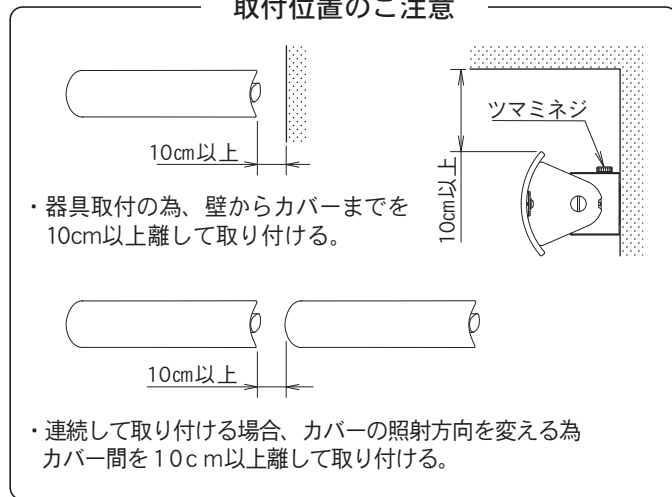 取付位置のご注意
ツマミネジ
10cm以上
10cm以上
・器具取付の為、壁からカバーまでを
10cm以上離して取り付ける。
10cm以上
・連続して取り付ける場合、カバーの照射方向を変える為
カバー間を10cm以上離して取り付ける。